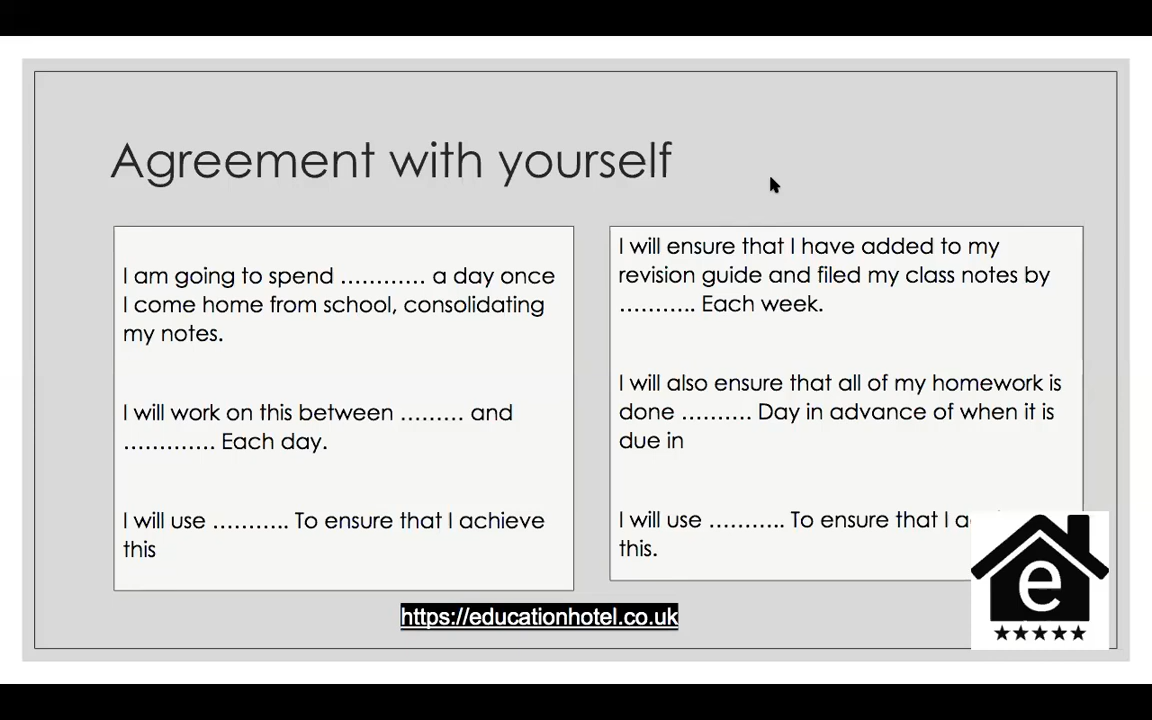 Agreement with yourself
I am going to spend ………… a day once
I come home from school, consolidating
my notes.
I will work on this between ……… and
…………. Each day.
I will use ……….. To ensure that I achieve
this
I will ensure that I have added to my
revision guide and filed my class notes by
……….. Each week.
I will also ensure that all of my homework is
done ………. Day in advance of when it is
due in
I will use ……….. To ensure that I
this.
https://educationhotel.co.uk
e